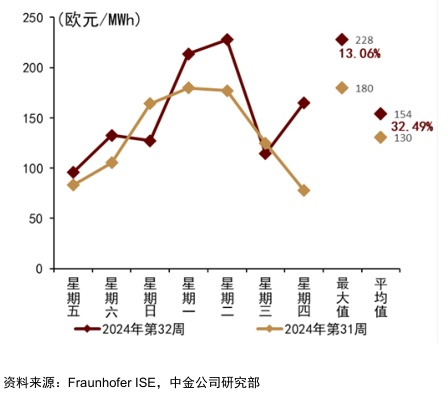 (欧元/MWh)
250
200
150
100
50
0
228
13.06%
180
154
32.49%
130
星期五
星期六
星期日
星期一
星期二
星期三
星期四
最大值
平均值
2024年第32周
2024年第31周
资料来源：Fraunhofer ISE，中金公司研究部